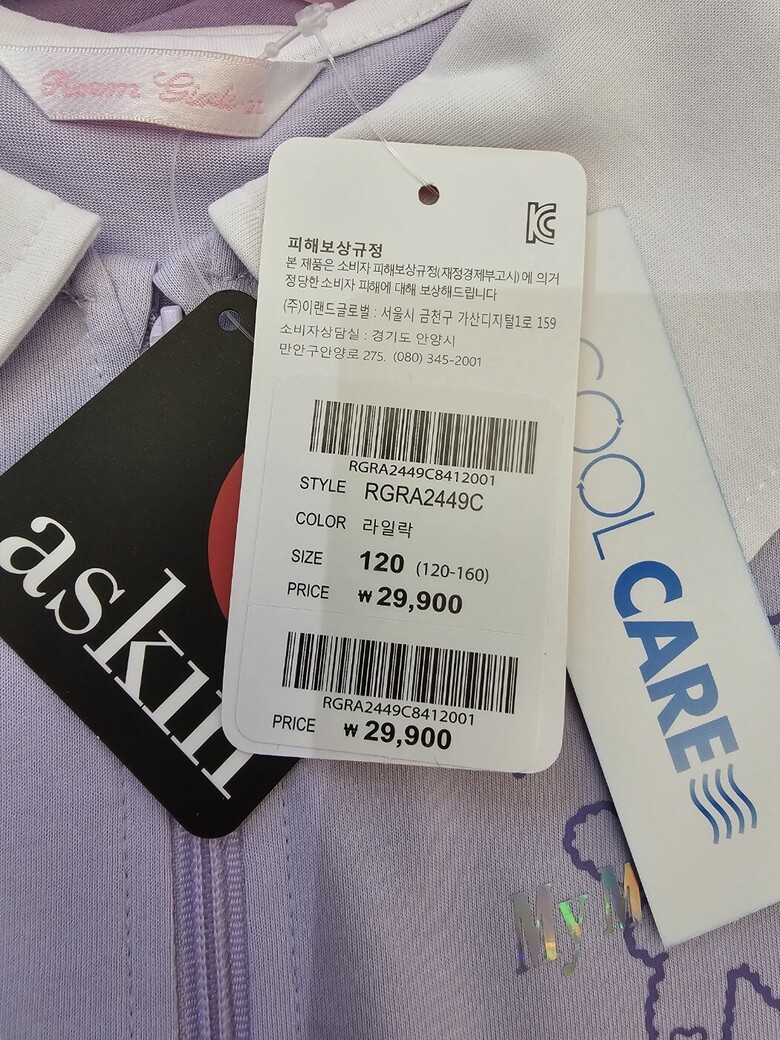 Roem Girls
KC
피해보상규정
본 제품은 소비자 피해보상규정(재정경제부고시)에 의거
정당한소비자 피해에 대해 보상해드립니다
(주)이랜드글로벌 : 서울시 금천구 가산디지털1로 159
소비자상담실 : 경기도 안양시
만안구안양로 275. (080) 345-2001
RGRA2449C8412001
STYLE RGRA2449C
COLOR 라일락
SIZE 120 (120-160)
PRICE ₩29,900
RGRA2449C8412001
PRICE ₩29,900
askin
COOL CARE
My M